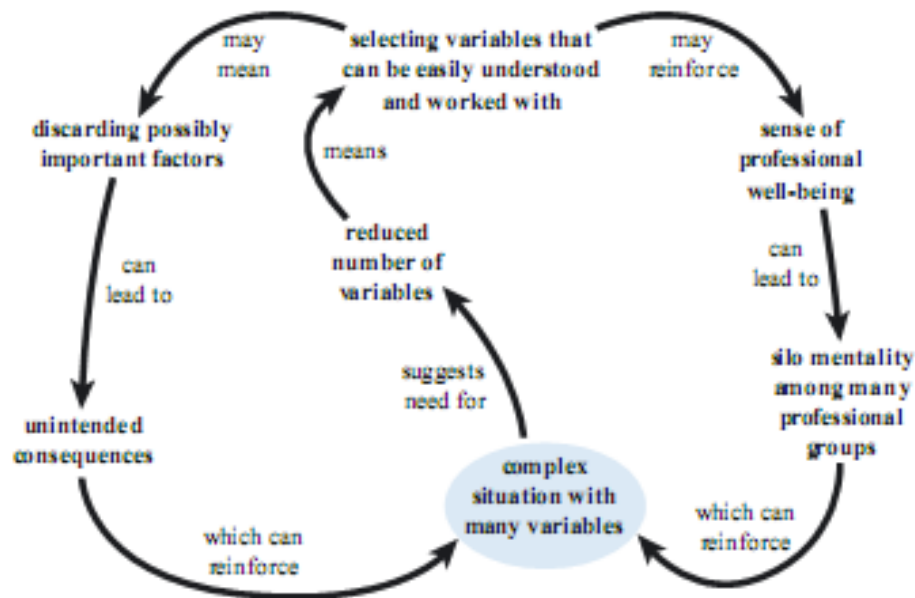 may
mean
selecting variables that
can be easily understood
and worked with
may
reinforce
discarding possibly
important factors
means
sense of
professional
well-being
reduced
number of
variables
can
lead to
can
lead to
suggests
need for
silo mentality
among many
professional
groups
unintended
consequences
complex
situation with
many variables
which can
reinforce
which can
reinforce